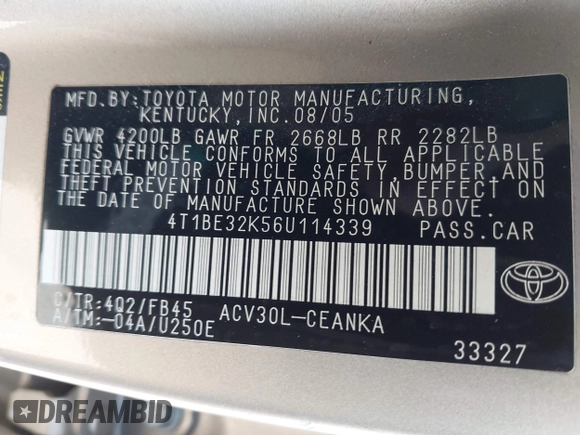 MFD.BY:TOYOTA MOTOR MANUFACTURING,
KENTUCKY,INC.08/05
GVWR 4200LB GAWR FR 2668LB RR 2282LB
THIS VEHICLE CONFORMS TO ALL APPLICABLE
FEDERAL MOTOR VEHICLE SAFETY,BUMPER,AND
THEFT PREVENTION STANDARDS IN EFFECT ON
THE DATE OF MANUFACTURE SHOWN ABOVE.
4T1BE32K56U114339 PASS.CAR
C/TR:4Q2/FB45 ACV30L-CEANKA
A/TM:-04A/U250E
TOYOTA
33327
DREAMBID